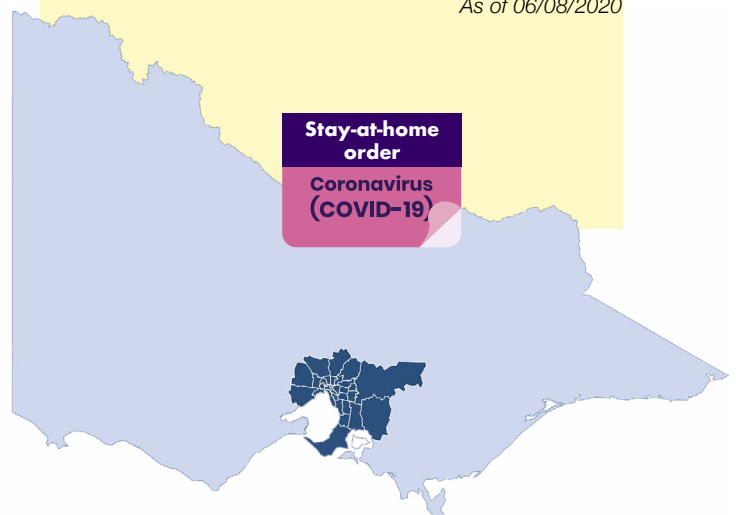 As of 06/08/2020
Stay-at-home
order
Coronavirus
(COVID-19)